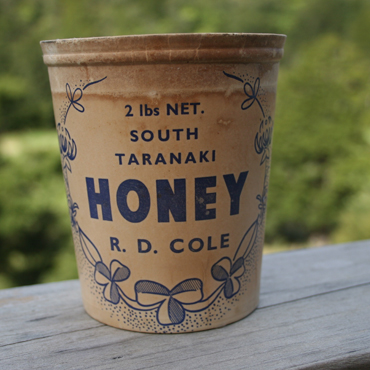 2 lbs NET.
SOUTH
TARANAKI
HONEY
R. D. COLE